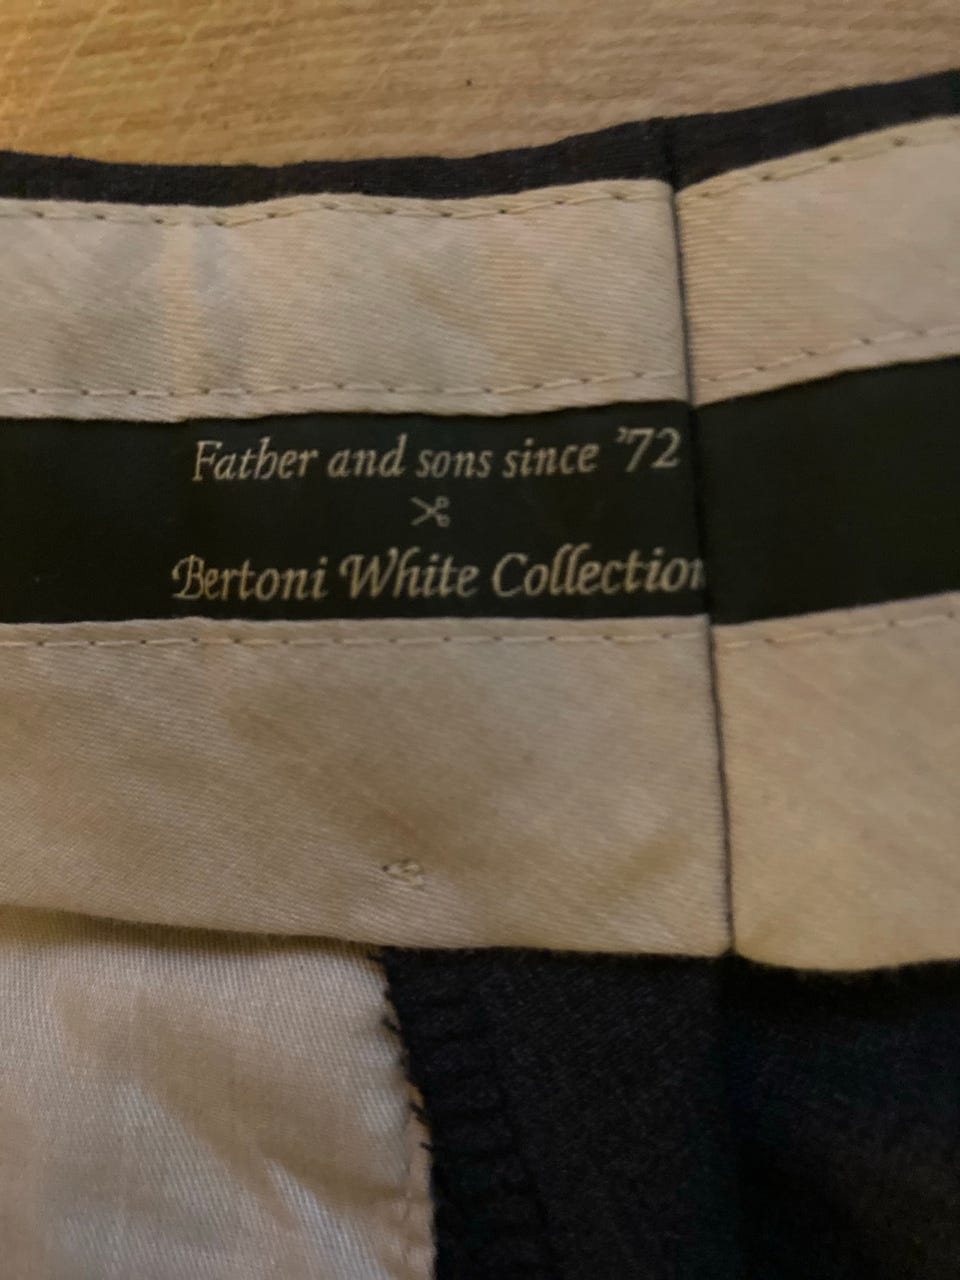 Father and sons since '72
Bertoni White Collection